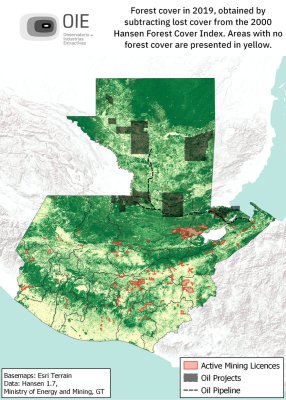 OIE
Observatorio de
Industrias
Extractivas
Forest cover in 2019, obtained by
subtracting lost cover from the 2000
Hansen Forest Cover Index. Areas with no
forest cover are presented in yellow.
Basemaps: Esri Terrain
Data: Hansen 1.7,
Ministry of Energy and Mining, GT
Active Mining Licences
Oil Projects
Oil Pipeline